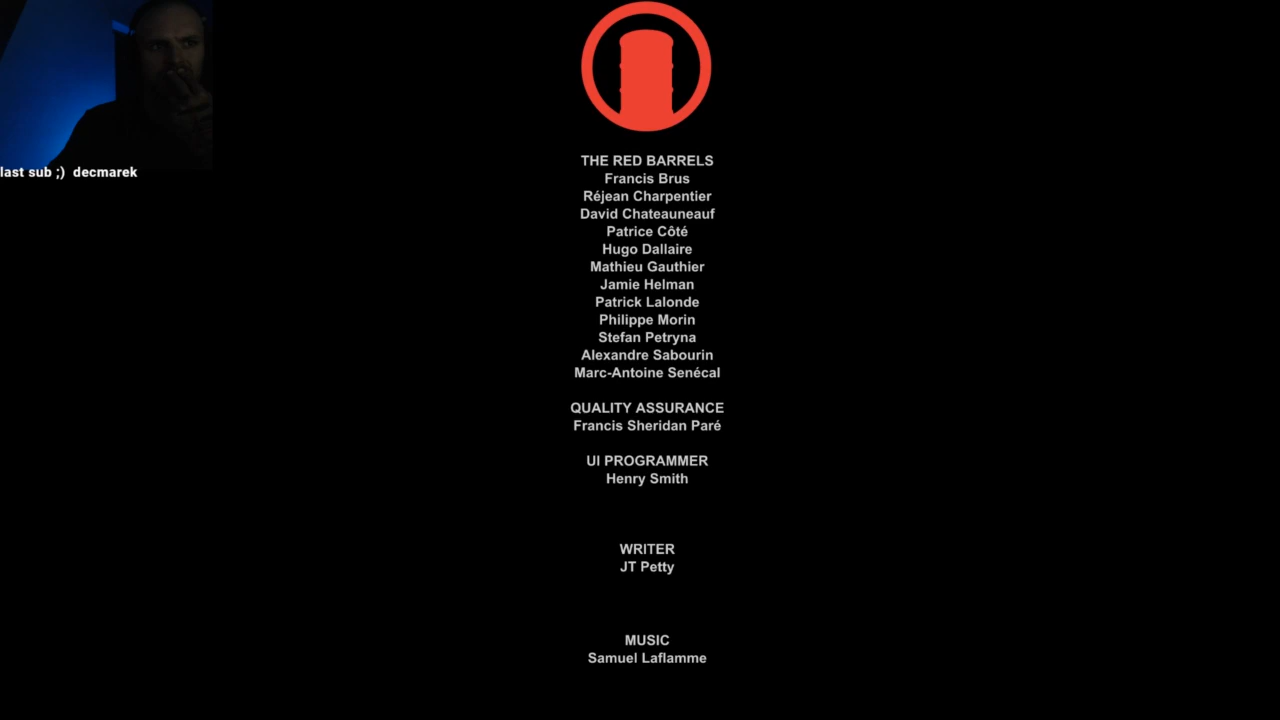 last sub ;)  decmarek
THE RED BARRELS
Francis Brus
Réjean Charpentier
David Chateauneuf
Patrice Côté
Hugo Dallaire
Mathieu Gauthier
Jamie Helman
Patrick Lalonde
Philippe Morin
Stefan Petryna
Alexandre Sabourin
Marc-Antoine Senécal
QUALITY ASSURANCE
Francis Sheridan Paré
UI PROGRAMMER
Henry Smith
WRITER
JT Petty
MUSIC
Samuel Laflamme